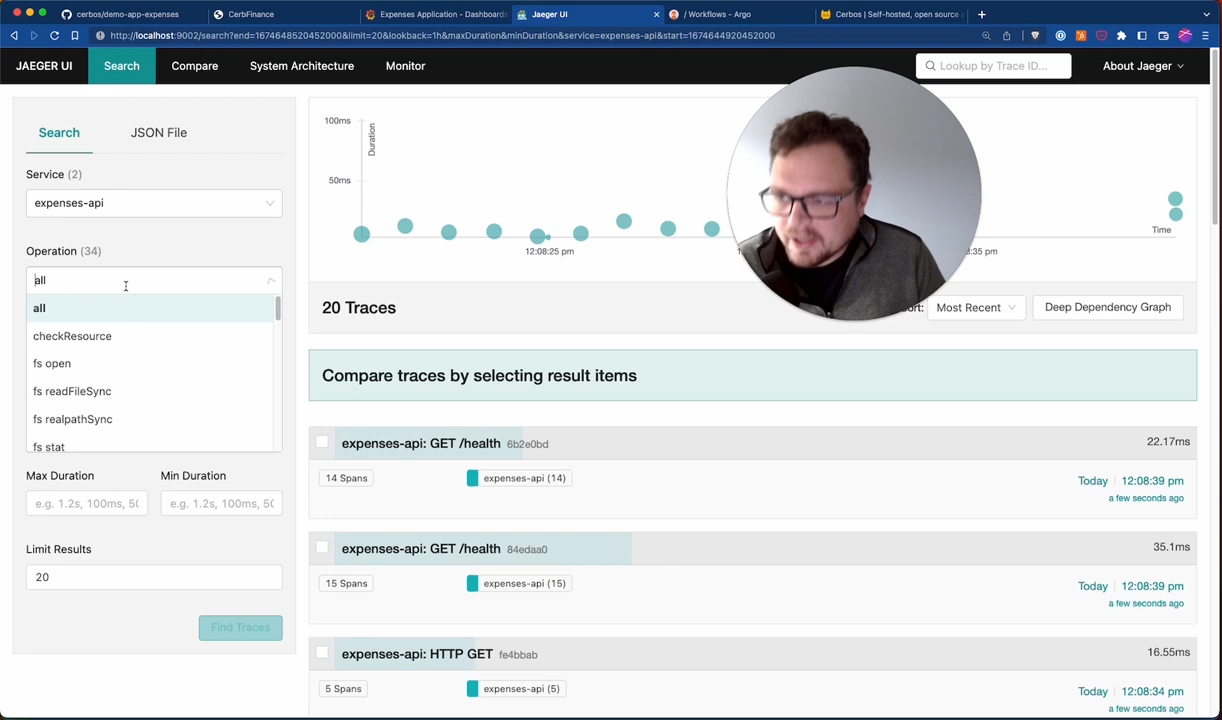 cerbos/demo-app-expenses
CerbFinance
Expenses Application - Dashboards
Jaeger UI
/ Workflows - Argo
Cerbos | Self-hosted, open source
http://localhost:9002/search?end=1674648520452000&limit=20&lookback=1h&maxDuration&minDuration&service=expenses-api&start=1674644920452000
JAEGER UI
Search
Compare
System Architecture
Monitor
Lookup by Trace ID...
About Jaeger
Search
JSON File
Service (2)
expenses-api
Operation (34)
all
all
checkResource
fs open
fs readFileSync
fs realpathSync
fs stat
Max Duration
Min Duration
e.g. 1.2s, 100ms, 50
e.g. 1.2s, 100ms, 50
Limit Results
20
Find Traces
100ms
Duration
50ms
12:08:25 pm
:35 pm
Time
20 Traces
Most Recent
Deep Dependency Graph
Compare traces by selecting result items
expenses-api: GET /health 6b2e0bd
22.17ms
14 Spans
expenses-api (14)
Today | 12:08:39 pm
a few seconds ago
expenses-api: GET /health 84edaa0
35.1ms
15 Spans
expenses-api (15)
Today | 12:08:39 pm
a few seconds ago
expenses-api: HTTP GET fe4bbab
16.55ms
5 Spans
expenses-api (5)
Today | 12:08:34 pm
a few seconds ago